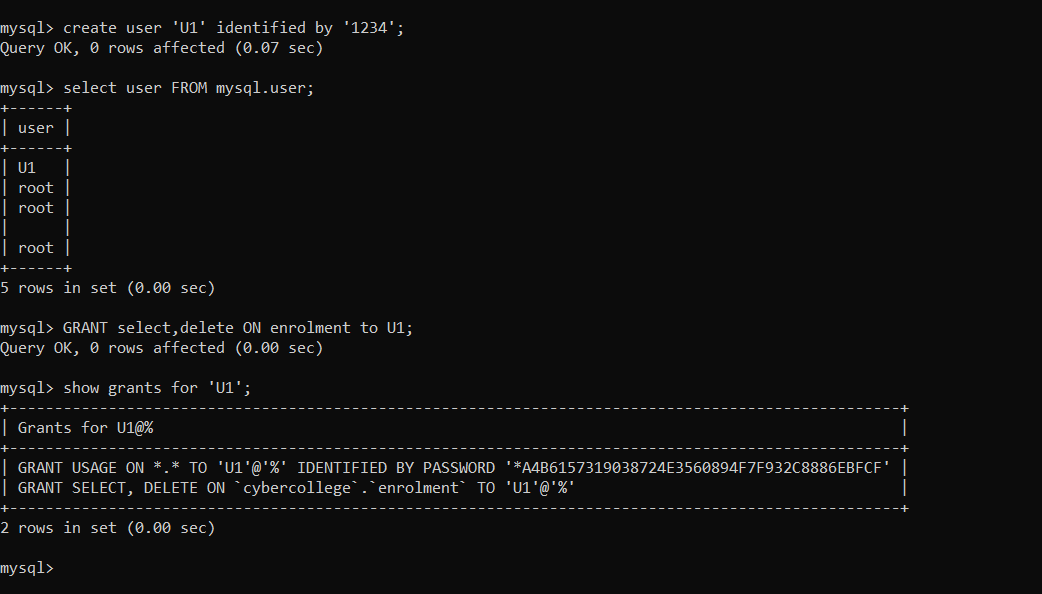 mysql> create user 'U1' identified by '1234';
Query OK, 0 rows affected (0.07 sec)
mysql> select user FROM mysql.user;
+------+
| user |
+------+
| U1   |
| root |
| root |
|      |
| root |
+------+
5 rows in set (0.00 sec)
mysql> GRANT select,delete ON enrolment to U1;
Query OK, 0 rows affected (0.00 sec)
mysql> show grants for 'U1';
+---------------------------------------------------------------------------------------------------+
| Grants for U1@%                                                                                   |
+---------------------------------------------------------------------------------------------------+
| GRANT USAGE ON *.* TO 'U1'@'%' IDENTIFIED BY PASSWORD '*A4B6157319038724E3560894F7F932C8886EBFCF' |
| GRANT SELECT, DELETE ON `cybercollege`.`enrolment` TO 'U1'@'%'                                    |
+---------------------------------------------------------------------------------------------------+
2 rows in set (0.00 sec)
mysql>